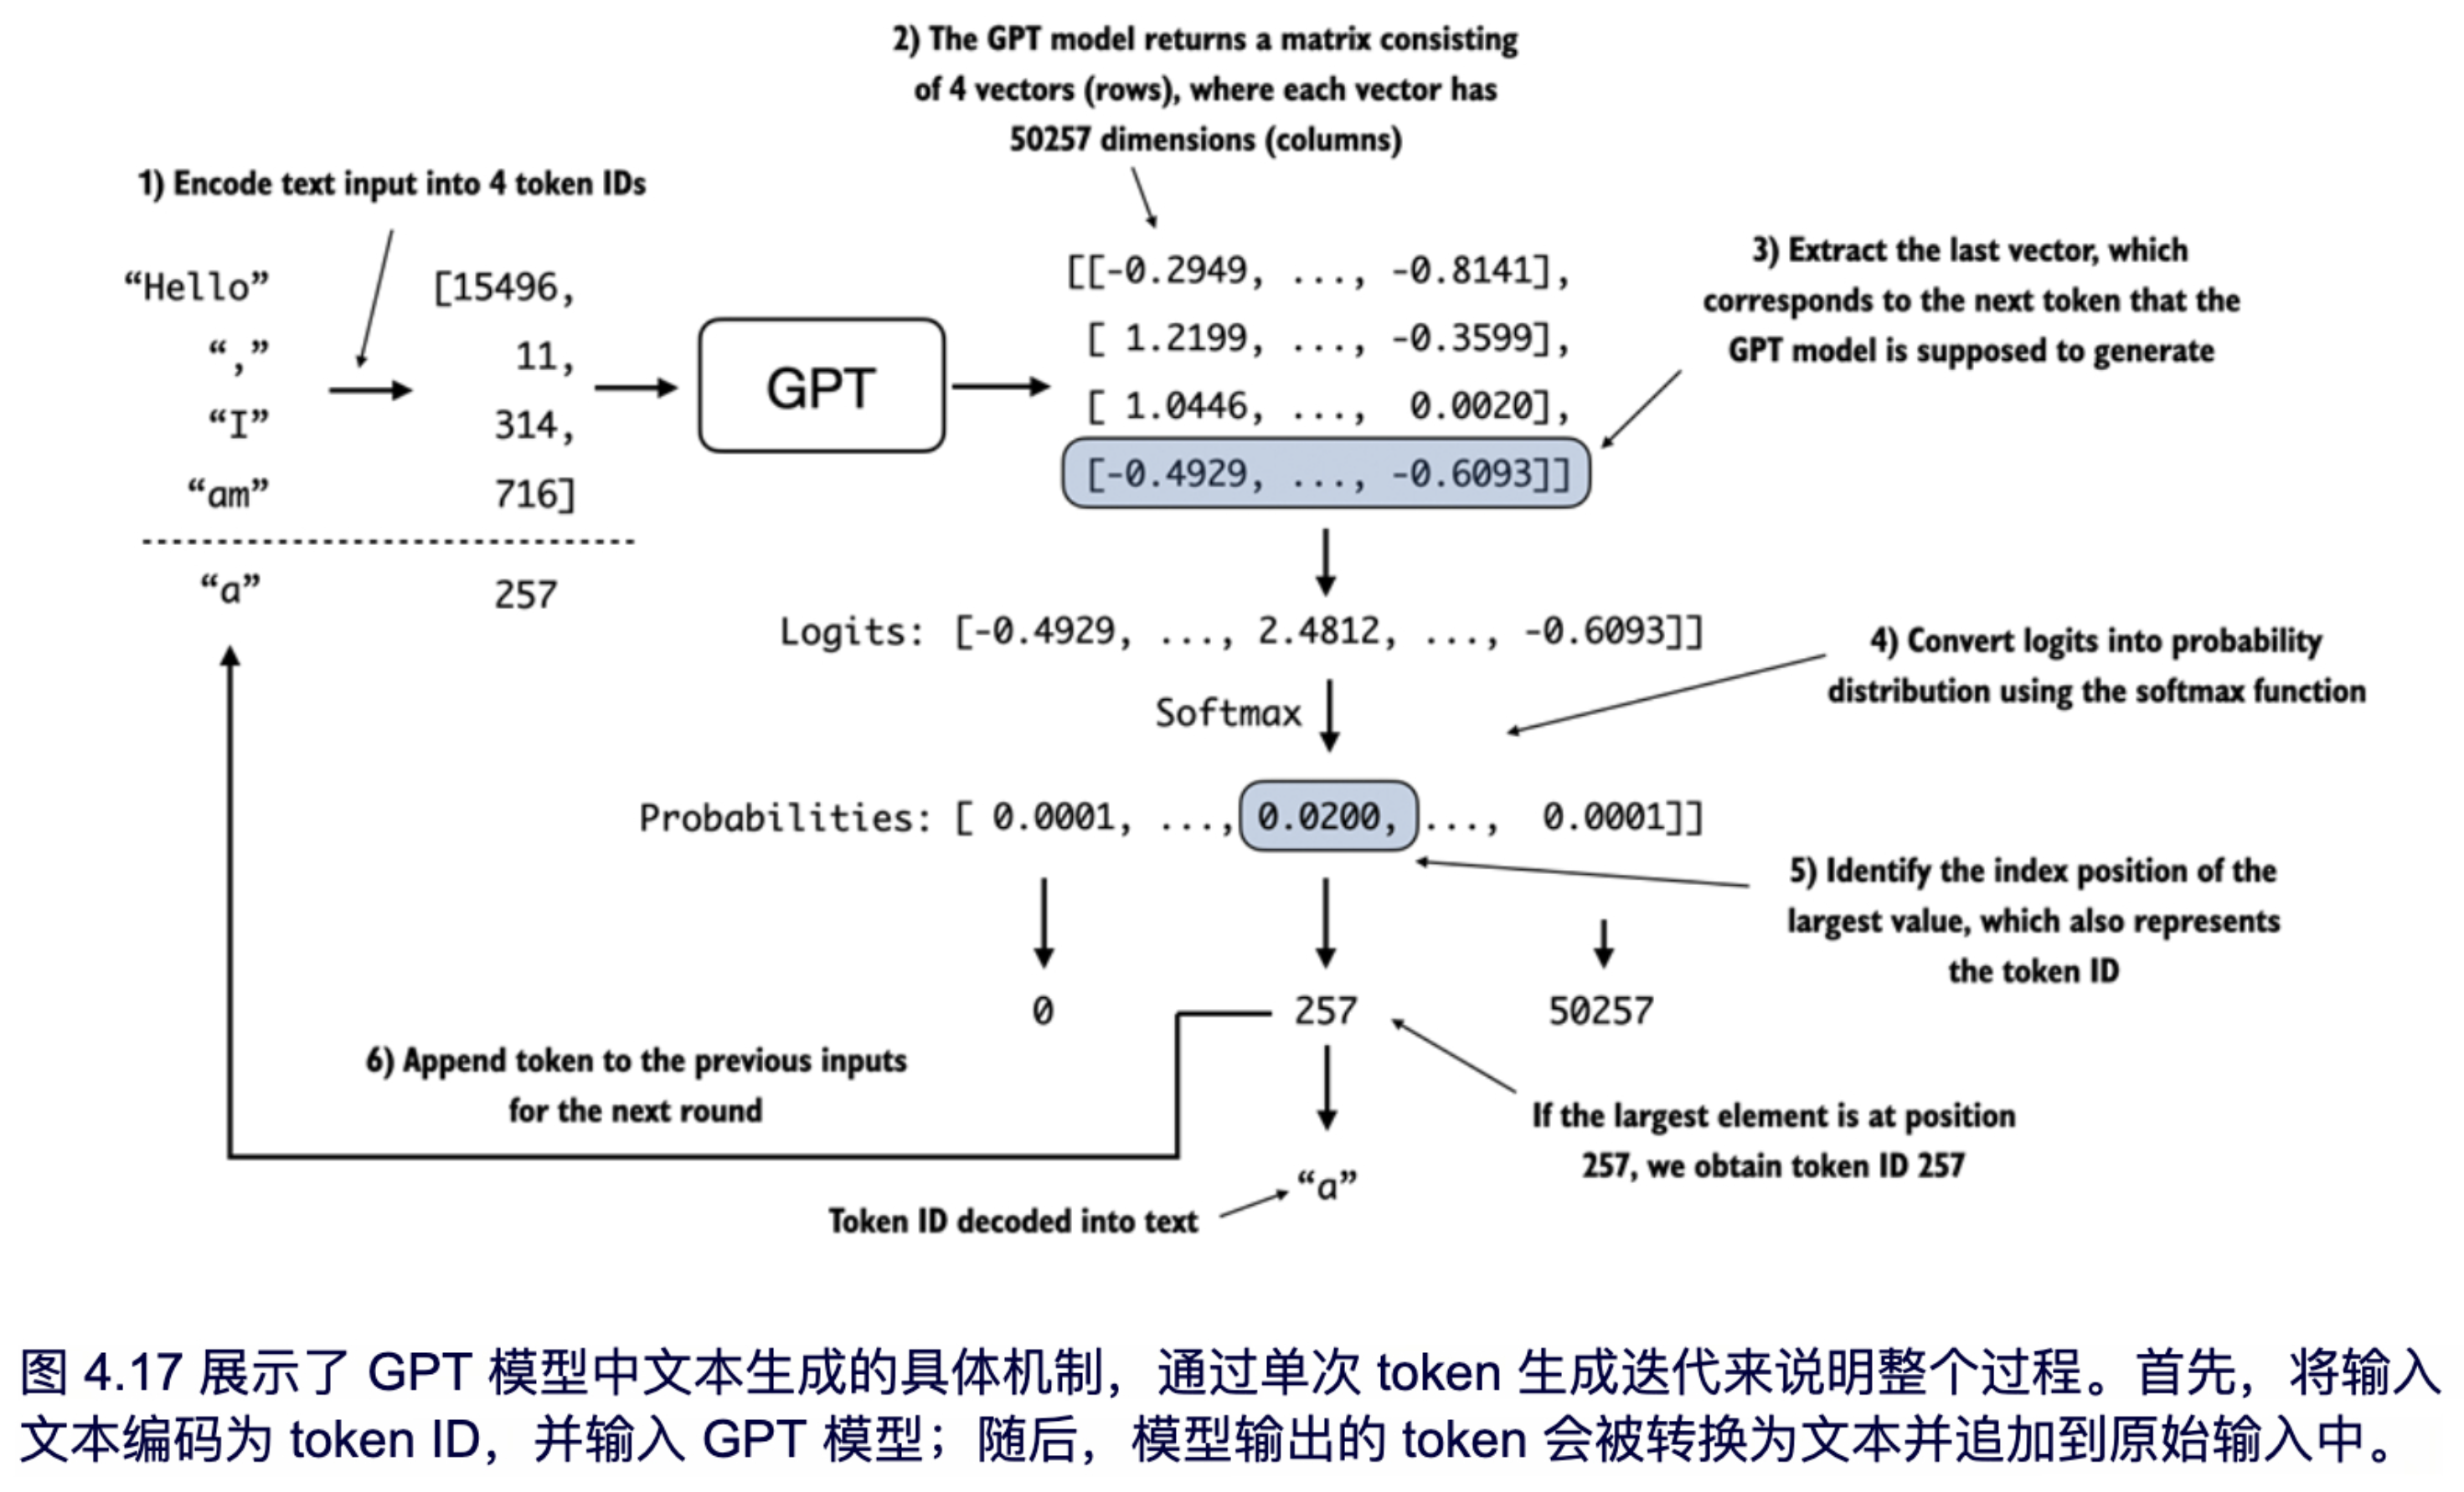 2) The GPT model returns a matrix consisting
of 4 vectors (rows), where each vector has
50257 dimensions (columns)
1) Encode text input into 4 token IDs
3) Extract the last vector, which
corresponds to the next token that the
GPT model is supposed to generate
“Hello” [15496,
“,” 11,
“I” 314,
“am” 716]
“a” 257
GPT
[[-0.2949, ..., -0.8141],
[ 1.2199, ..., -0.3599],
[ 1.0446, ..., 0.0020],
[-0.4929, ..., -0.6093]]
Logits: [-0.4929, ..., 2.4812, ..., -0.6093]]
4) Convert logits into probability
distribution using the softmax function
Softmax
Probabilities: [ 0.0001, ..., 0.0200, ..., 0.0001]]
5) Identify the index position of the
largest value, which also represents
the token ID
0 257 50257
6) Append token to the previous inputs
for the next round
If the largest element is at position
257, we obtain token ID 257
“a”
Token ID decoded into text
图 4.17 展示了 GPT 模型中文本生成的具体机制，通过单次 token 生成迭代来说明整个过程。首先，将输入
文本编码为 token ID，并输入 GPT 模型；随后，模型输出的 token 会被转换为文本并追加到原始输入中。